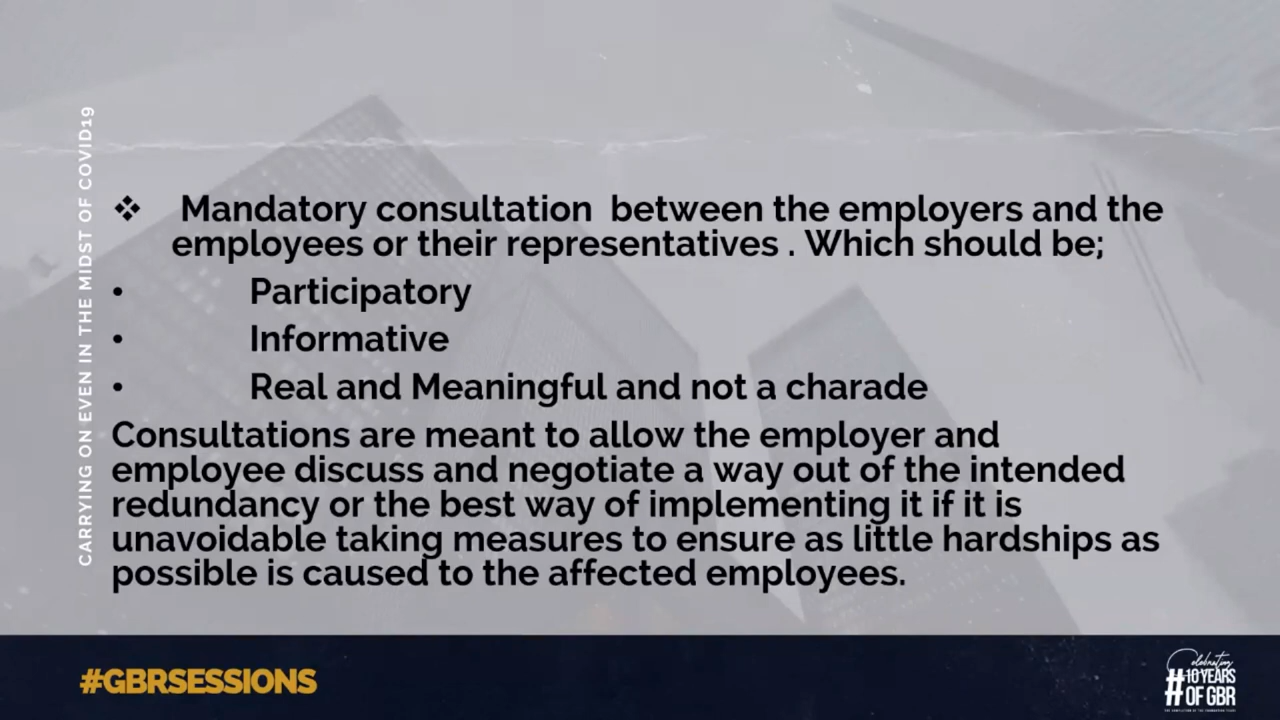 CARRYING ON EVEN IN THE MIDST OF COVID19
❖ Mandatory consultation between the employers and the
employees or their representatives . Which should be;
• Participatory
• Informative
• Real and Meaningful and not a charade
Consultations are meant to allow the employer and
employee discuss and negotiate a way out of the intended
redundancy or the best way of implementing it if it is
unavoidable taking measures to ensure as little hardships as
possible is caused to the affected employees.
#GBRSESSIONS
Celebrating
#10 YEARS
OF GBR